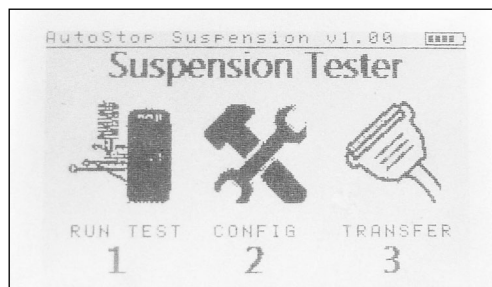 AutoStop Suspension v1.00
Suspension Tester
RUN TEST CONFIG TRANSFER
1 2 3